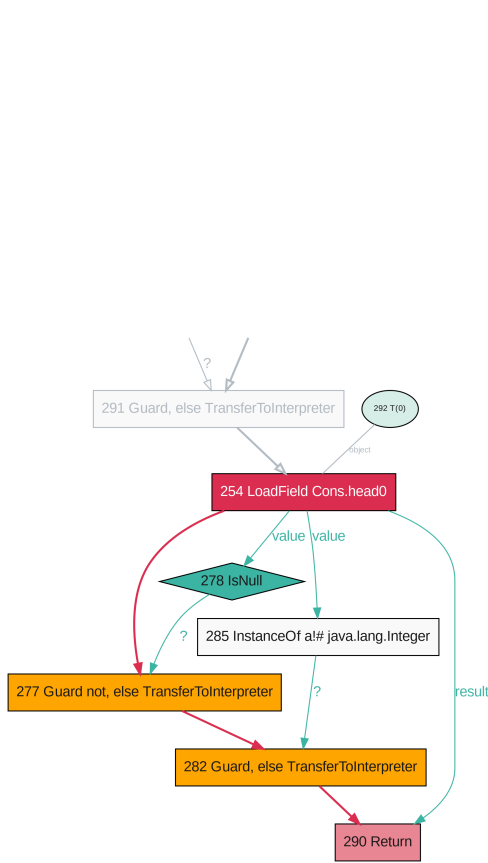 ?
291 Guard, else TransferToInterpreter
292 T(0)
object
254 LoadField Cons.head0
value
value
278 IsNull
?
285 InstanceOf a!# java.lang.Integer
277 Guard not, else TransferToInterpreter
?
result
282 Guard, else TransferToInterpreter
290 Return